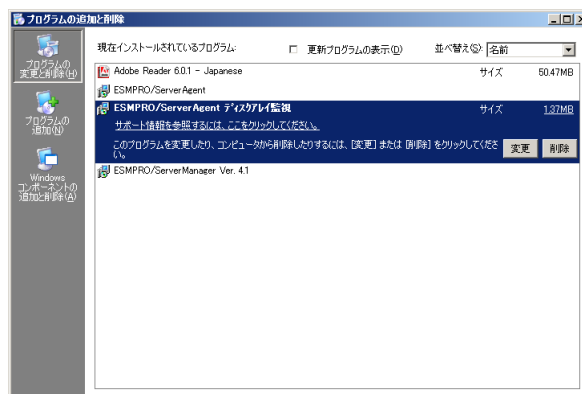 プログラムの追加と削除
現在インストールされているプログラム:
更新プログラムの表示(D)
並べ替え(S): 名前
プログラムの
変更と削除(H)
プログラムの
追加(N)
Windows
コンポーネントの
追加と削除(A)
Adobe Reader 6.0.1 - Japanese サイズ 50.47MB
ESMPRO/ServerAgent
ESMPRO/ServerAgent ディスクアレイ監視 サイズ 1.37MB
サポート情報を参照するには、ここをクリックしてください。
このプログラムを変更したり、コンピュータから削除したりするには、[変更] または [削除] をクリックしてくださ
い。
変更 削除
ESMPRO/ServerManager Ver. 4.1